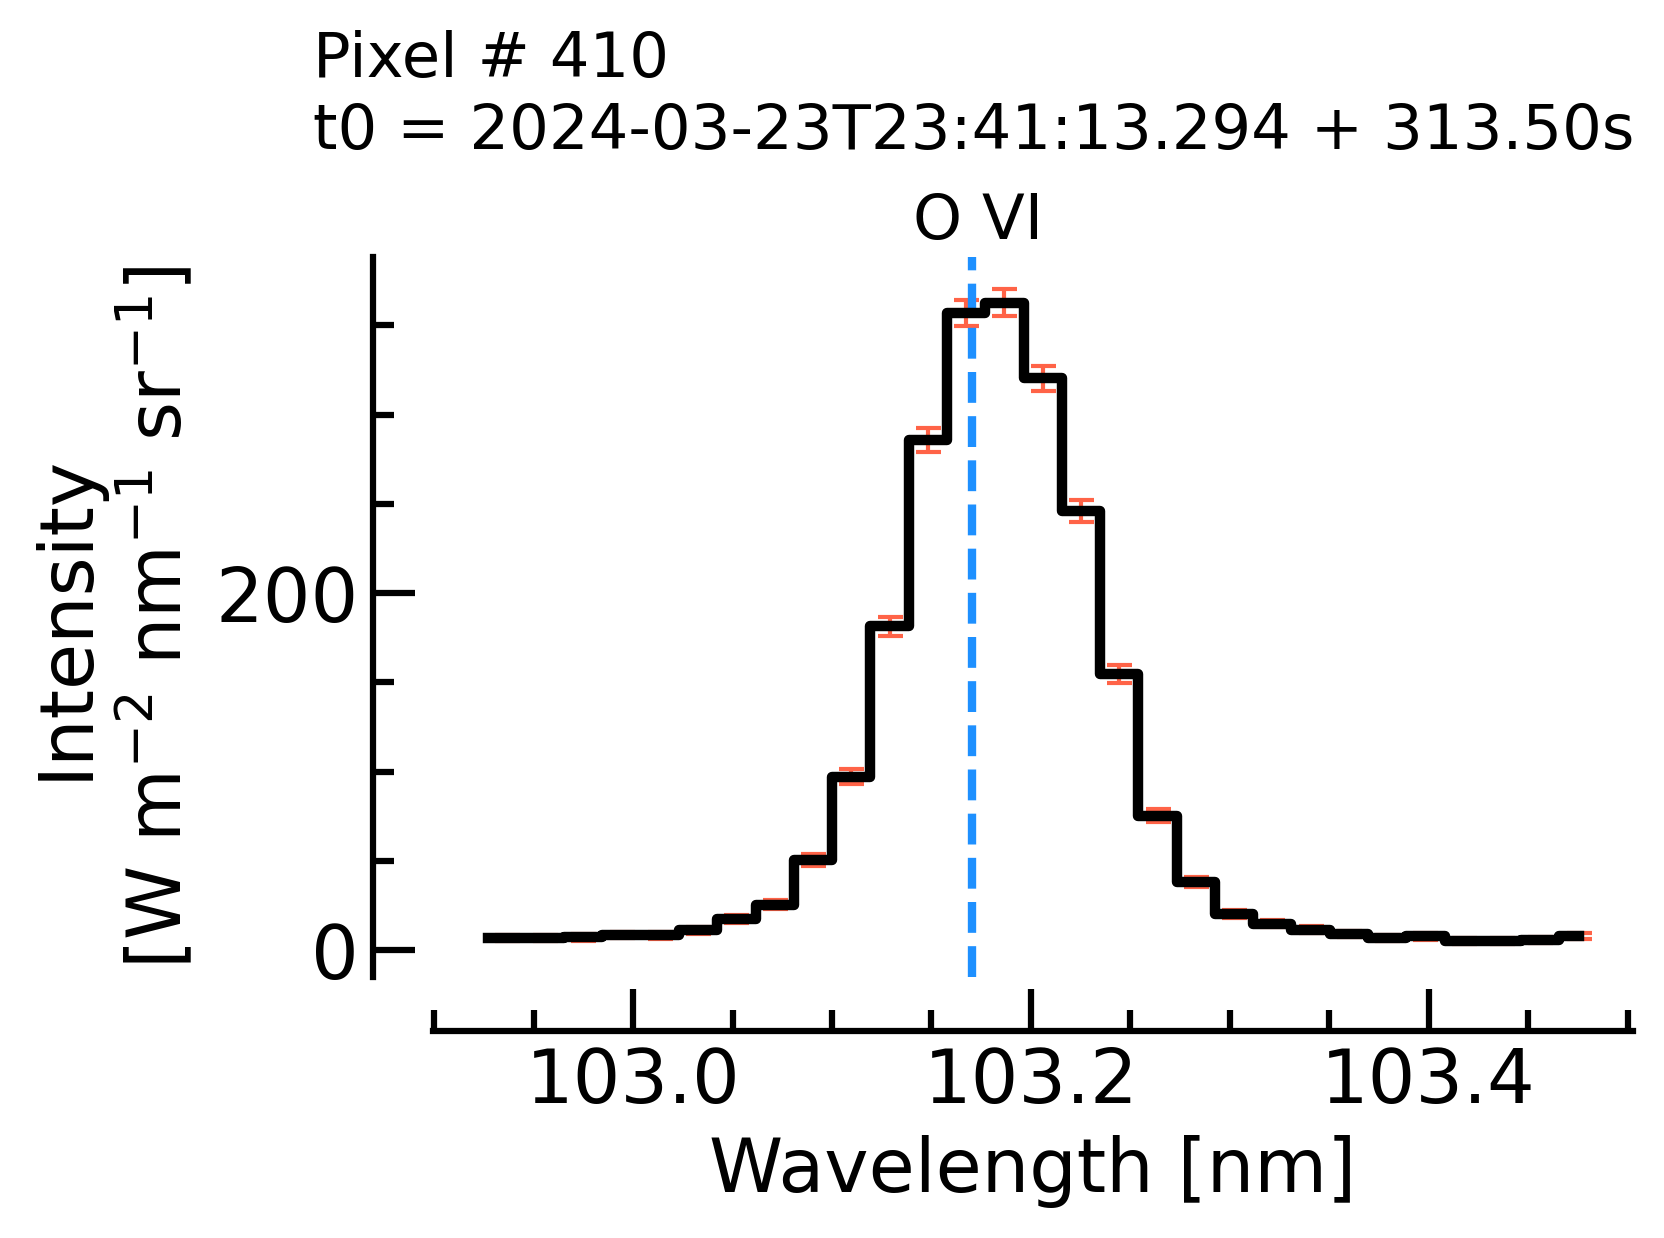 Pixel # 410
t0 = 2024-03-23T23:41:13.294 + 313.50s
O VI
Intensity
[W m⁻² nm⁻¹ sr⁻¹]
200
0
103.0 103.2 103.4
Wavelength [nm]